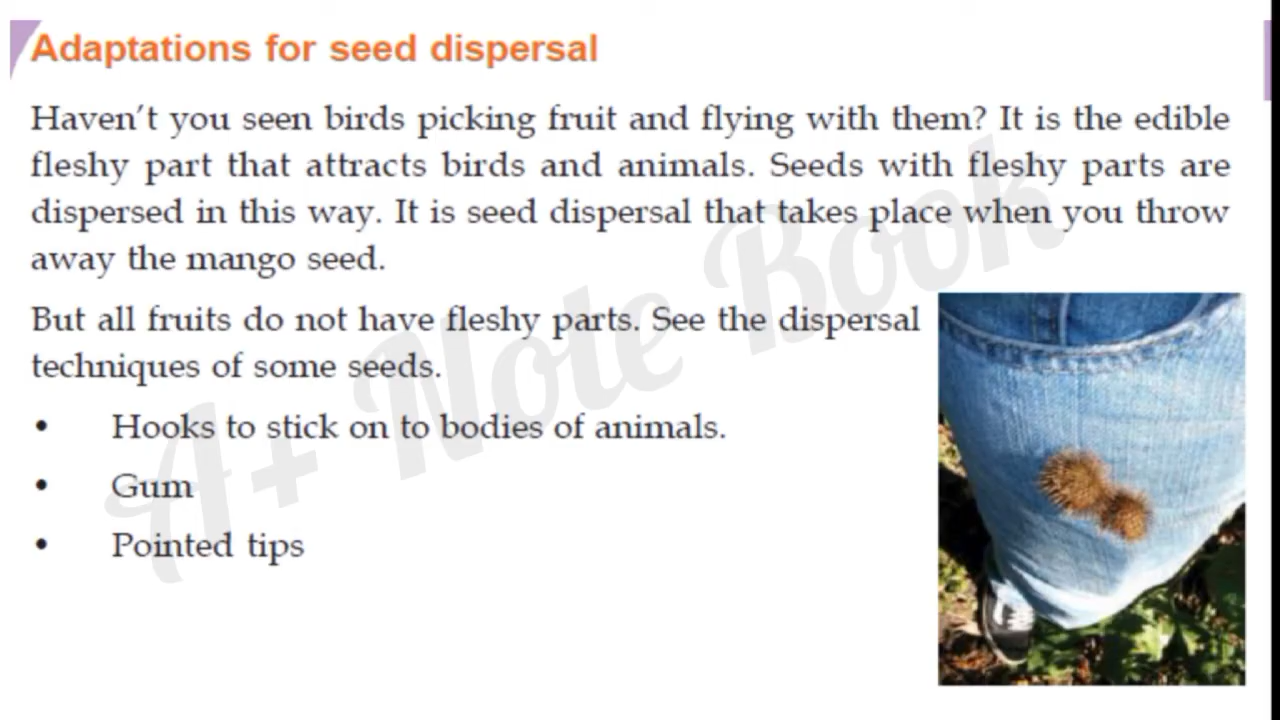 Adaptations for seed dispersal
Haven't you seen birds picking fruit and flying with them? It is the edible
fleshy part that attracts birds and animals. Seeds with fleshy parts are
dispersed in this way. It is seed dispersal that takes place when you throw
away the mango seed.
But all fruits do not have fleshy parts. See the dispersal
techniques of some seeds.
• Hooks to stick on to bodies of animals.
• Gum
• Pointed tips
A+ Note Book